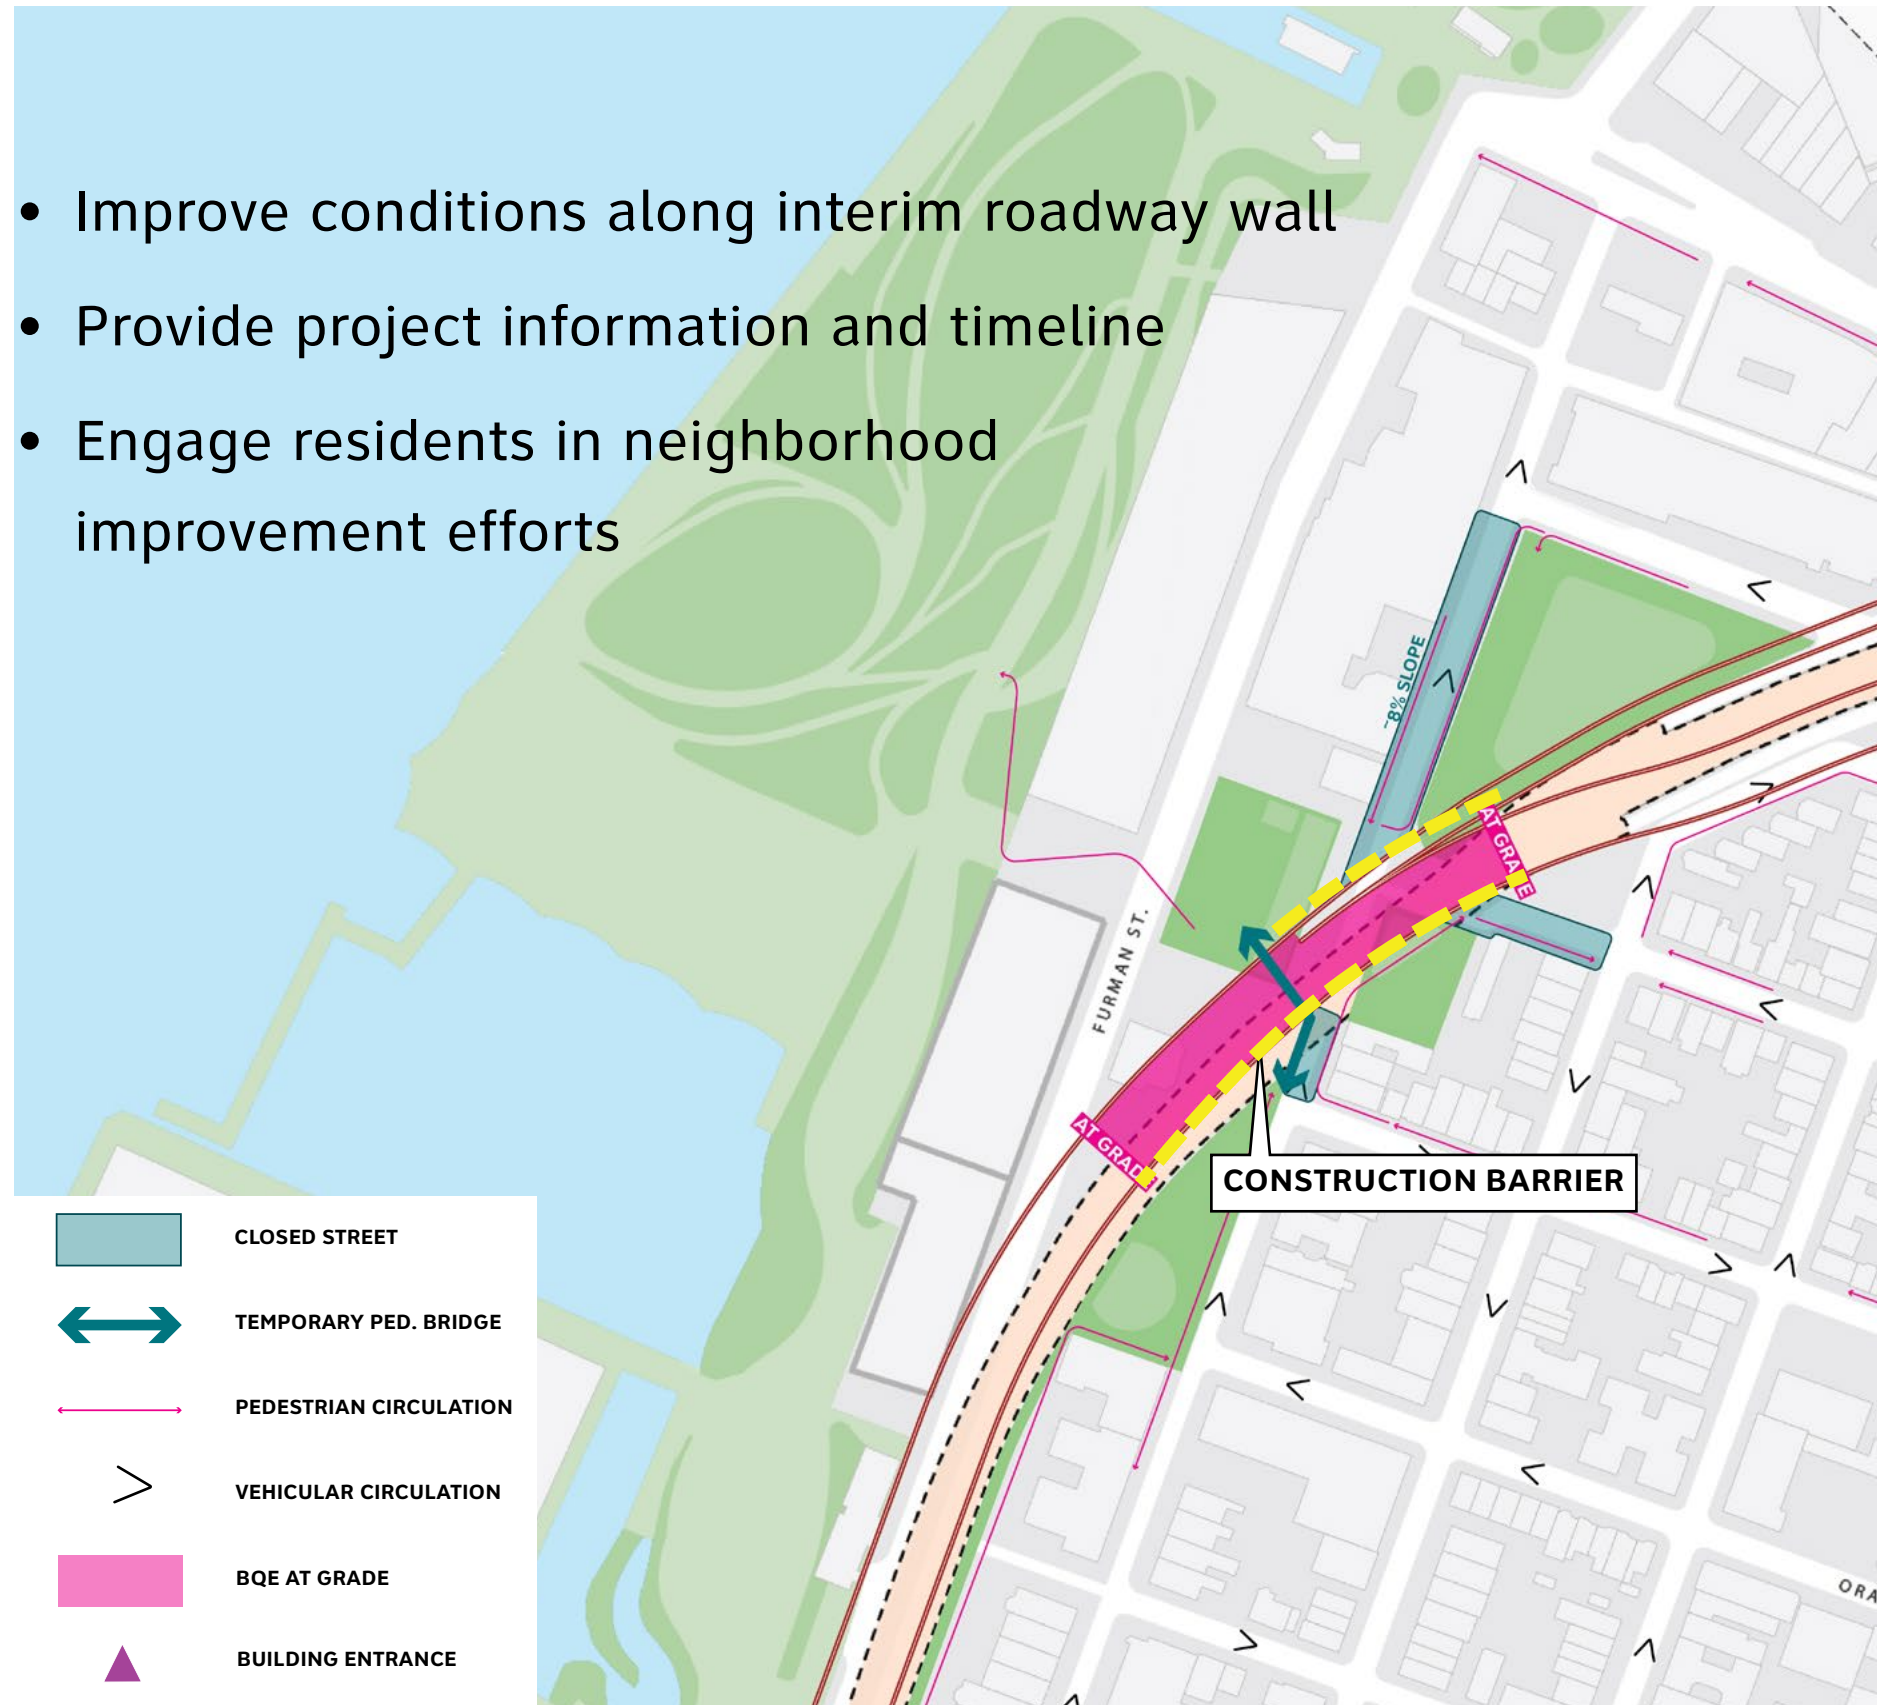 • Improve conditions along interim roadway wall
• Provide project information and timeline
• Engage residents in neighborhood
improvement efforts
~8% SLOPE
AT GRADE
FURMAN ST.
AT GRAD
CONSTRUCTION BARRIER
CLOSED STREET
TEMPORARY PED. BRIDGE
PEDESTRIAN CIRCULATION
VEHICULAR CIRCULATION
BQE AT GRADE
BUILDING ENTRANCE
ORA